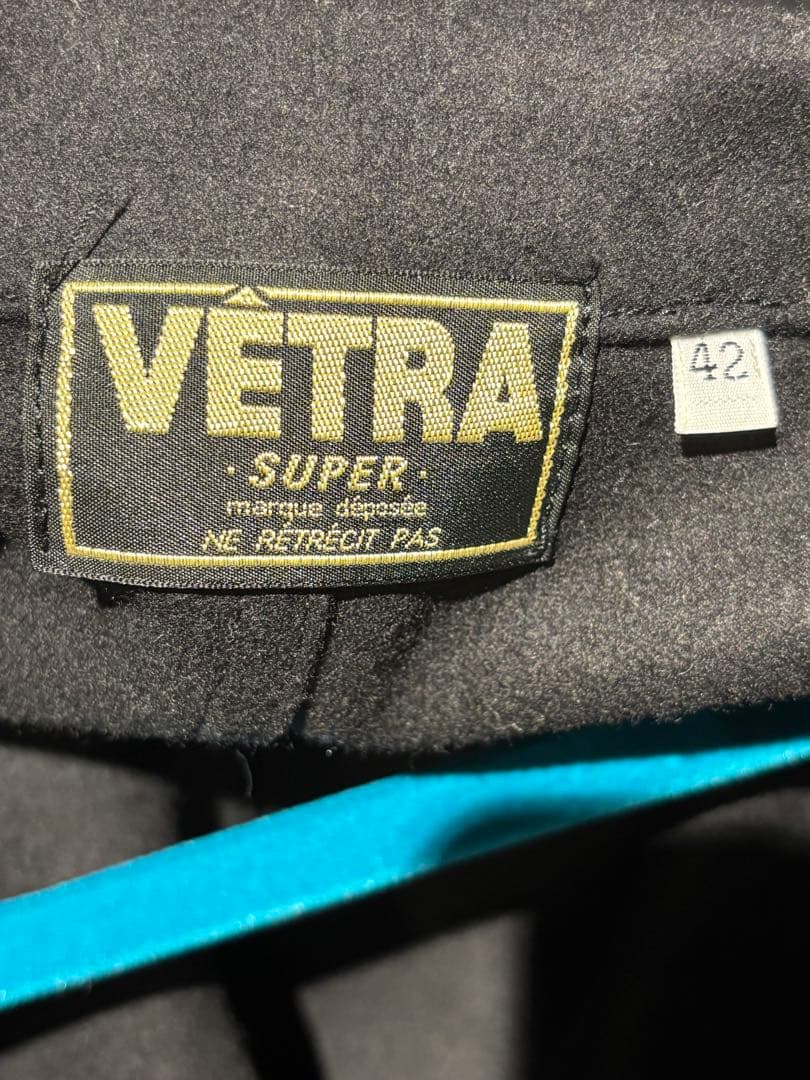 VÊTRA
· SUPER ·
marque déposée
NE RÉTRÉCIT PAS
42